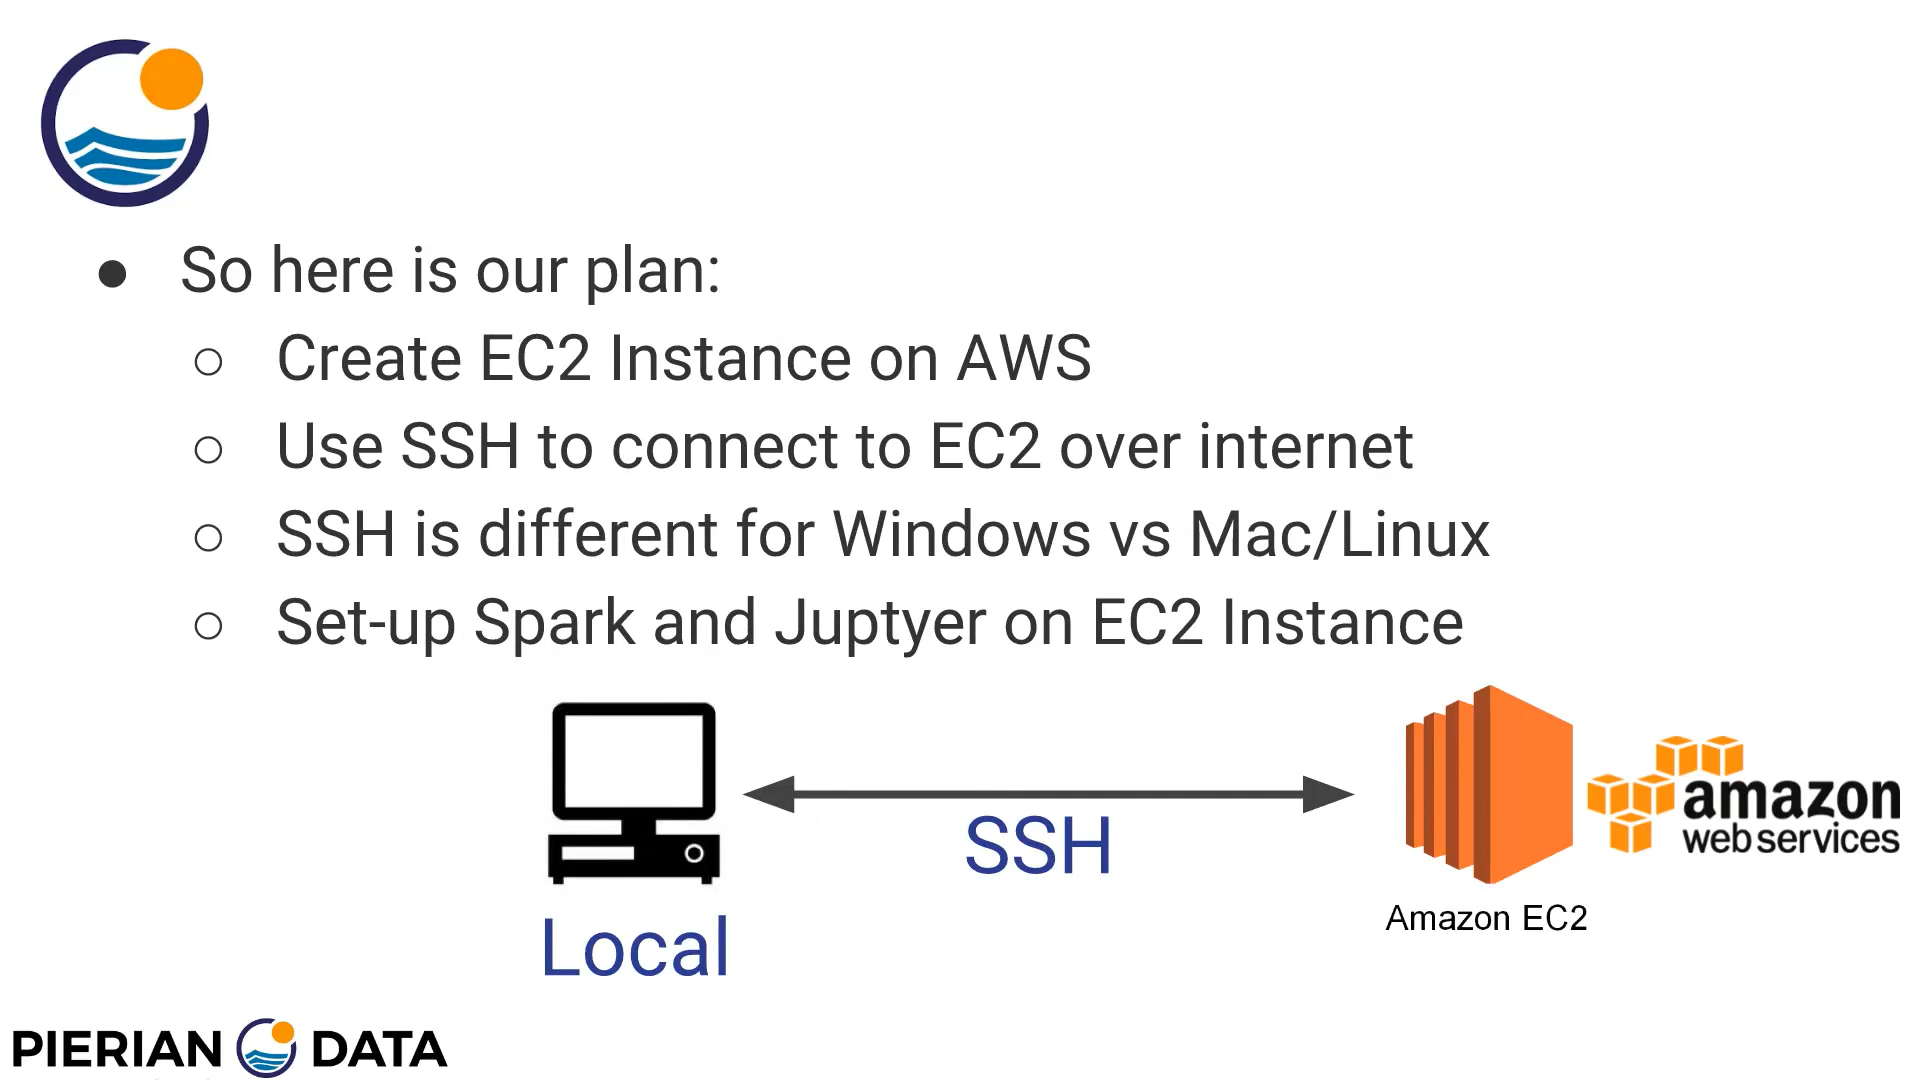 ● So here is our plan:
○ Create EC2 Instance on AWS
○ Use SSH to connect to EC2 over internet
○ SSH is different for Windows vs Mac/Linux
○ Set-up Spark and Juptyer on EC2 Instance
SSH
Local
Amazon EC2
amazon
web services
PIERIAN DATA